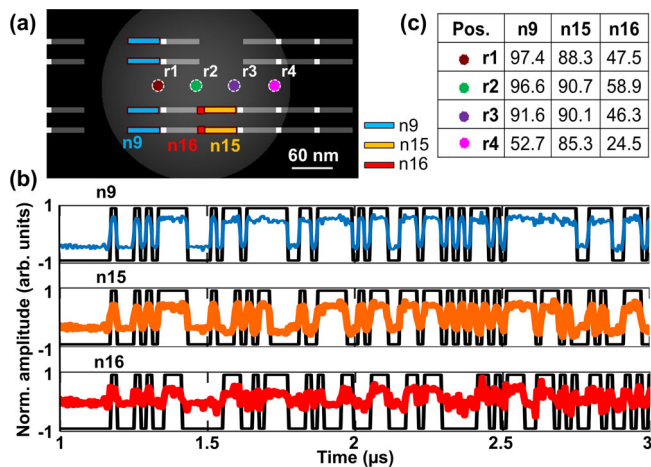 (a)
r1 r2 r3 r4
n9 n16 n15
60 nm
n9
n15
n16
(c)
Pos. n9 n15 n16
r1 97.4 88.3 47.5
r2 96.6 90.7 58.9
r3 91.6 90.1 46.3
r4 52.7 85.3 24.5
(b)
n9
1
-1
n15
1
-1
n16
1
-1
Norm. amplitude (arb. units)
1 1.5 2 2.5 3
Time (µs)